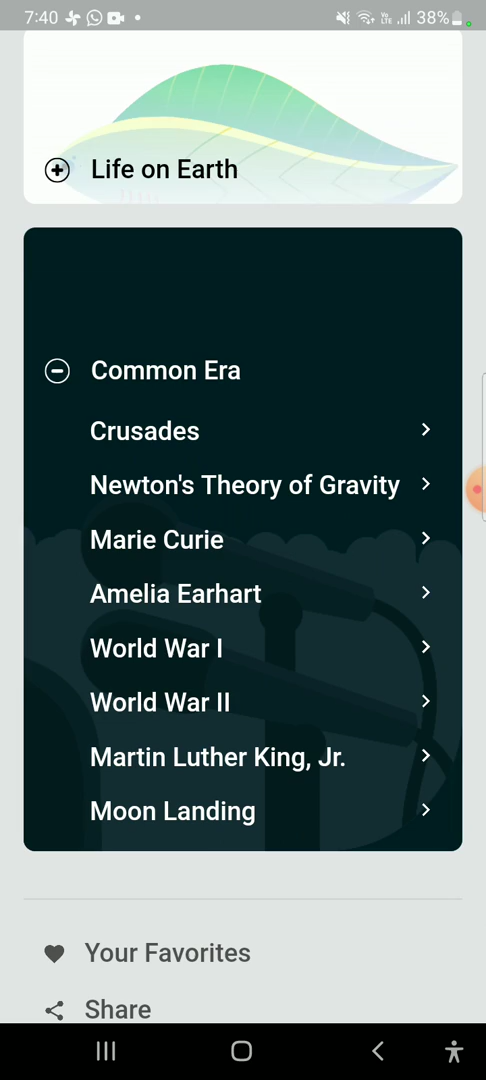 7:40
38%
Life on Earth
Common Era
Crusades
Newton's Theory of Gravity
Marie Curie
Amelia Earhart
World War I
World War II
Martin Luther King, Jr.
Moon Landing
Your Favorites
Share